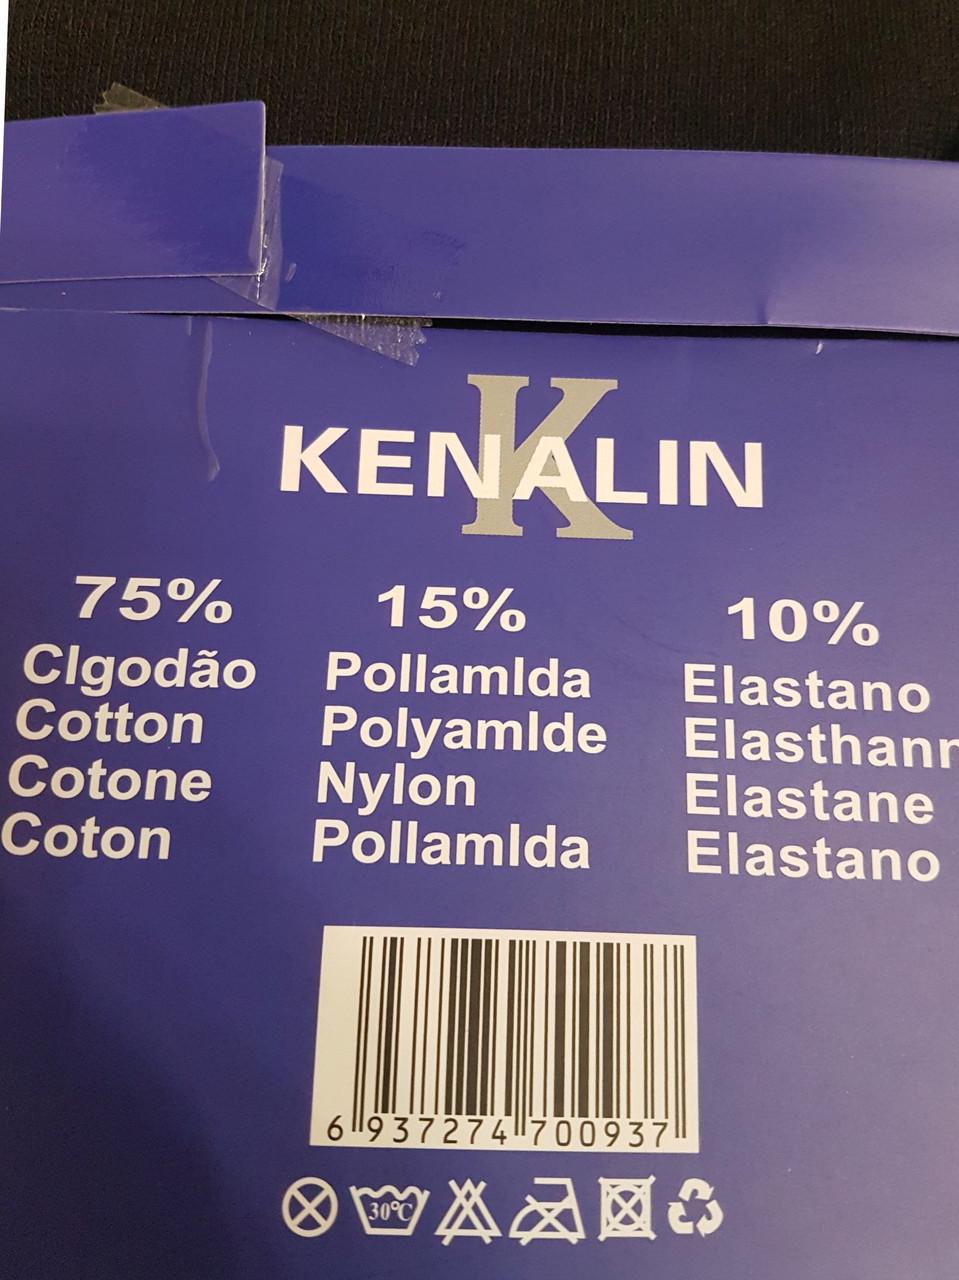 K
KENALIN
75% 15% 10%
Clgodão Pollamlda Elastano
Cotton Polyamlde Elasthann
Cotone Nylon Elastane
Coton Pollamlda Elastano
6 937274 700937
30°C